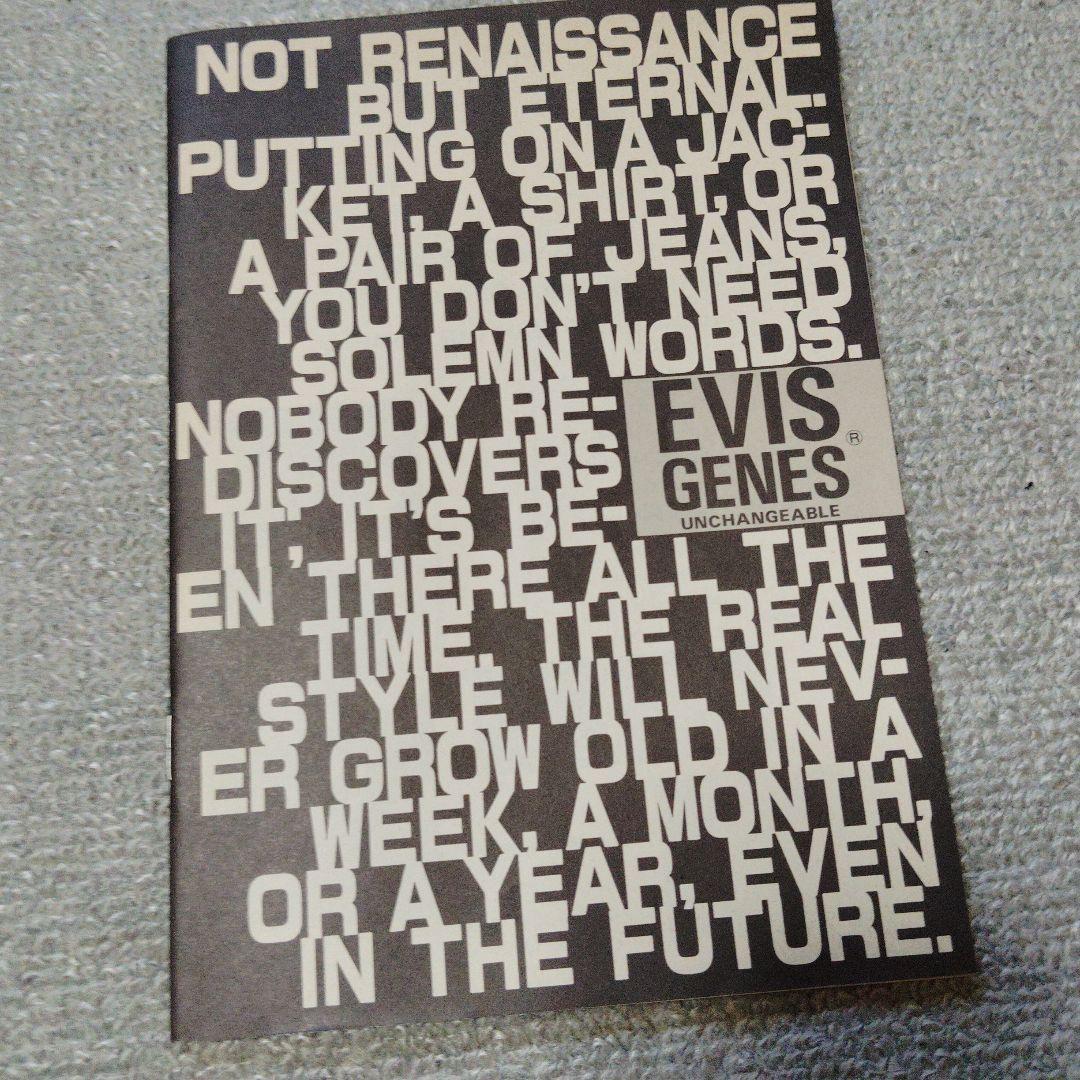 NOT RENAISSANCE
BUT ETERNAL.
PUTTING ON A JAC-
KET, A SHIRT, OR
A PAIR OF JEANS,
YOU DON'T NEED
SOLEMN WORDS.
NOBODY RE-
DISCOVERS
IT, IT'S BE-
EN THERE ALL THE
TIME. THE REAL
STYLE WILL NEV-
ER GROW OLD IN A
WEEK, A MONTH,
OR A YEAR, EVEN
IN THE FUTURE.
EVIS
GENES ®
UNCHANGEABLE